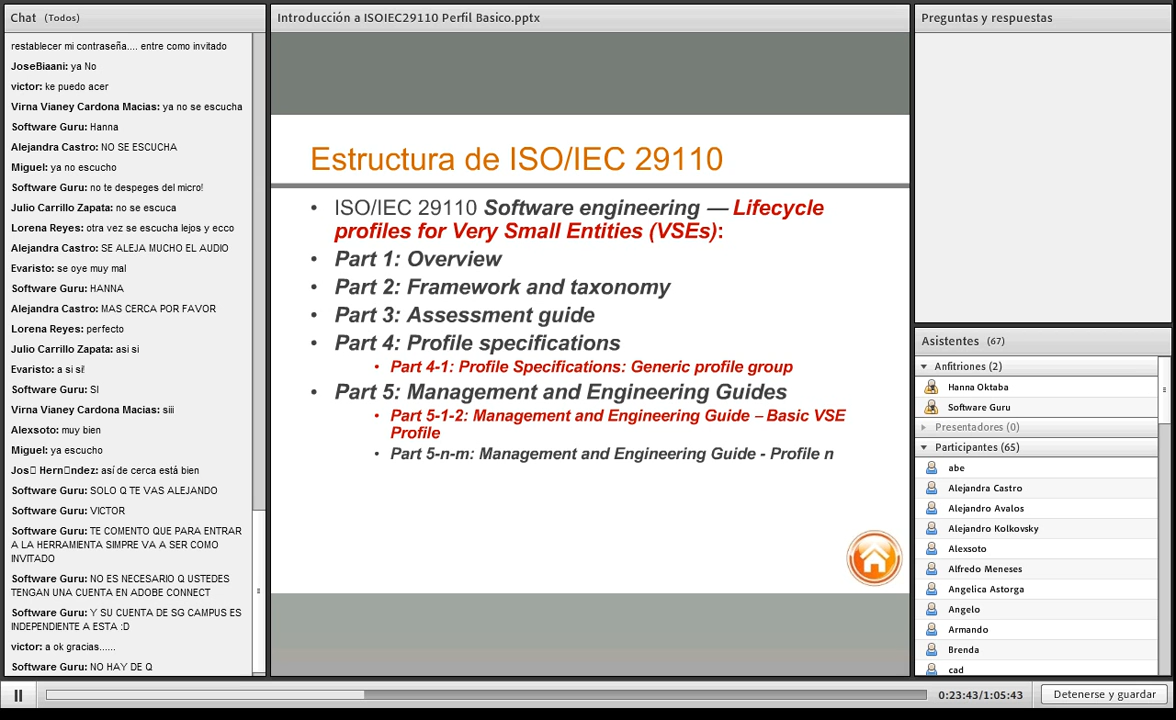 Chat (Todos)
restablecer mi contraseña.... entre como invitado
JoseBiaani: ya No
victor: ke puedo acer
Virna Vianey Cardona Macias: ya no se escucha
Software Guru: Hanna
Alejandra Castro: NO SE ESCUCHA
Miguel: ya no escucho
Software Guru: no te despeges del micro!
Julio Carrillo Zapata: no se escuca
Lorena Reyes: otra vez se escucha lejos y ecco
Alejandra Castro: SE ALEJA MUCHO EL AUDIO
Evaristo: se oye muy mal
Software Guru: HANNA
Alejandra Castro: MAS CERCA POR FAVOR
Lorena Reyes: perfecto
Julio Carrillo Zapata: asi si
Evaristo: a si si!
Software Guru: SI
Virna Vianey Cardona Macias: siii
Alexsoto: muy bien
Miguel: ya escucho
Jos□ Hern□ndez: así de cerca está bien
Software Guru: SOLO Q TE VAS ALEJANDO
Software Guru: VICTOR
Software Guru: TE COMENTO QUE PARA ENTRAR
A LA HERRAMIENTA SIMPRE VA A SER COMO
INVITADO
Software Guru: NO ES NECESARIO Q USTEDES
TENGAN UNA CUENTA EN ADOBE CONNECT
Software Guru: Y SU CUENTA DE SG CAMPUS ES
INDEPENDIENTE A ESTA :D
victor: a ok gracias......
Software Guru: NO HAY DE Q
Introducción a ISOIEC29110 Perfil Basico.pptx
Estructura de ISO/IEC 29110
• ISO/IEC 29110 Software engineering — Lifecycle
profiles for Very Small Entities (VSEs):
• Part 1: Overview
• Part 2: Framework and taxonomy
• Part 3: Assessment guide
• Part 4: Profile specifications
• Part 4-1: Profile Specifications: Generic profile group
• Part 5: Management and Engineering Guides
• Part 5-1-2: Management and Engineering Guide – Basic VSE
Profile
• Part 5-n-m: Management and Engineering Guide - Profile n
Preguntas y respuestas
Asistentes (67)
Anfitriones (2)
Hanna Oktaba
Software Guru
Presentadores (0)
Participantes (65)
abe
Alejandra Castro
Alejandro Avalos
Alejandro Kolkovsky
Alexsoto
Alfredo Meneses
Angelica Astorga
Angelo
Armando
Brenda
cad
0:23:43/1:05:43
Detenerse y guardar